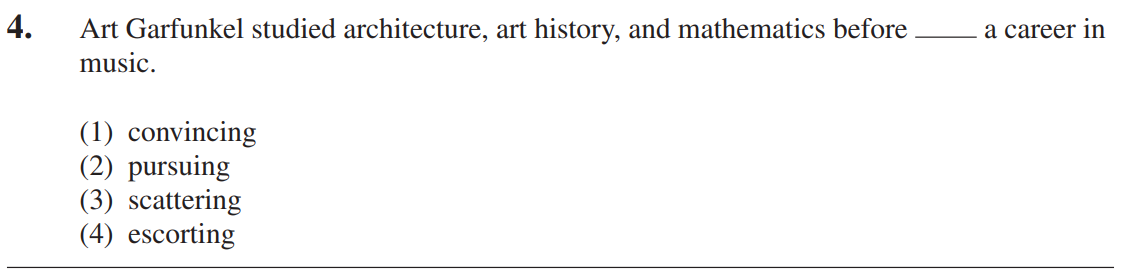 4. Art Garfunkel studied architecture, art history, and mathematics before _____ a career in
music.
(1) convincing
(2) pursuing
(3) scattering
(4) escorting